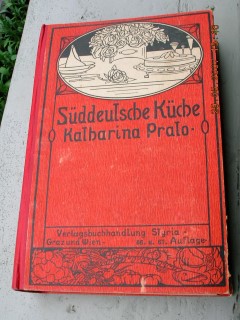 Süddeutsche Küche
Katharina Prato.
Verlagsbuchhandlung Styria
Graz und Wien. Auflage.